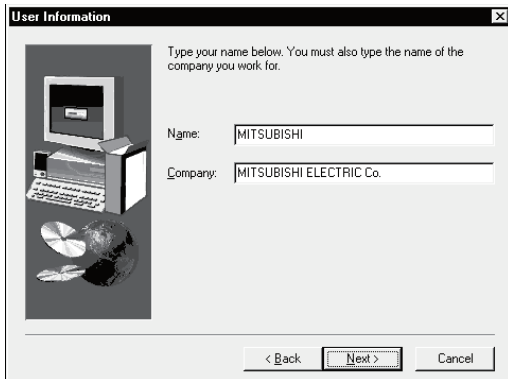 User Information
Type your name below. You must also type the name of the
company you work for.
Name: MITSUBISHI
Company: MITSUBISHI ELECTRIC Co.
< Back Next > Cancel